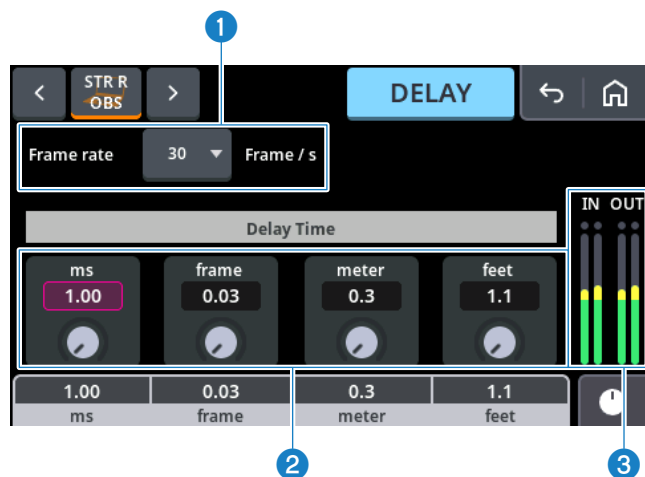 1
STR R
OBS
DELAY
Frame rate 30 Frame / s
IN OUT
Delay Time
ms frame meter feet
1.00 0.03 0.3 1.1
1.00 0.03 0.3 1.1
ms frame meter feet
2 3